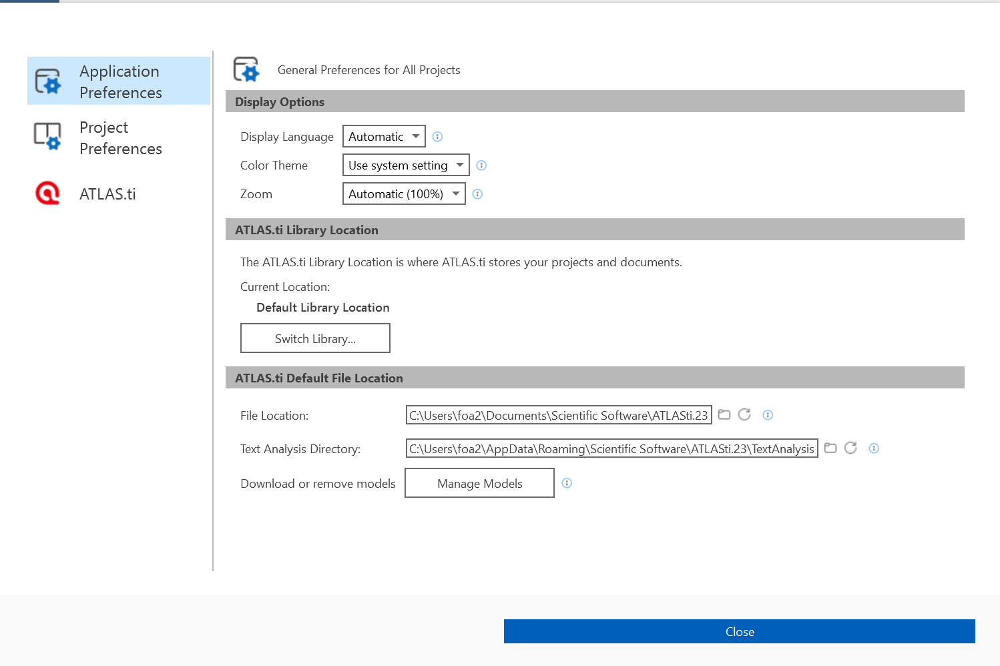 Application
Preferences
Project
Preferences
ATLAS.ti
General Preferences for All Projects
Display Options
Display Language Automatic
Color Theme Use system setting
Zoom Automatic (100%)
ATLAS.ti Library Location
The ATLAS.ti Library Location is where ATLAS.ti stores your projects and documents.
Current Location:
Default Library Location
Switch Library...
ATLAS.ti Default File Location
File Location: C:\Users\foa2\Documents\Scientific Software\ATLASti.23
Text Analysis Directory: C:\Users\foa2\AppData\Roaming\Scientific Software\ATLASti.23\TextAnalysis
Download or remove models Manage Models
Close